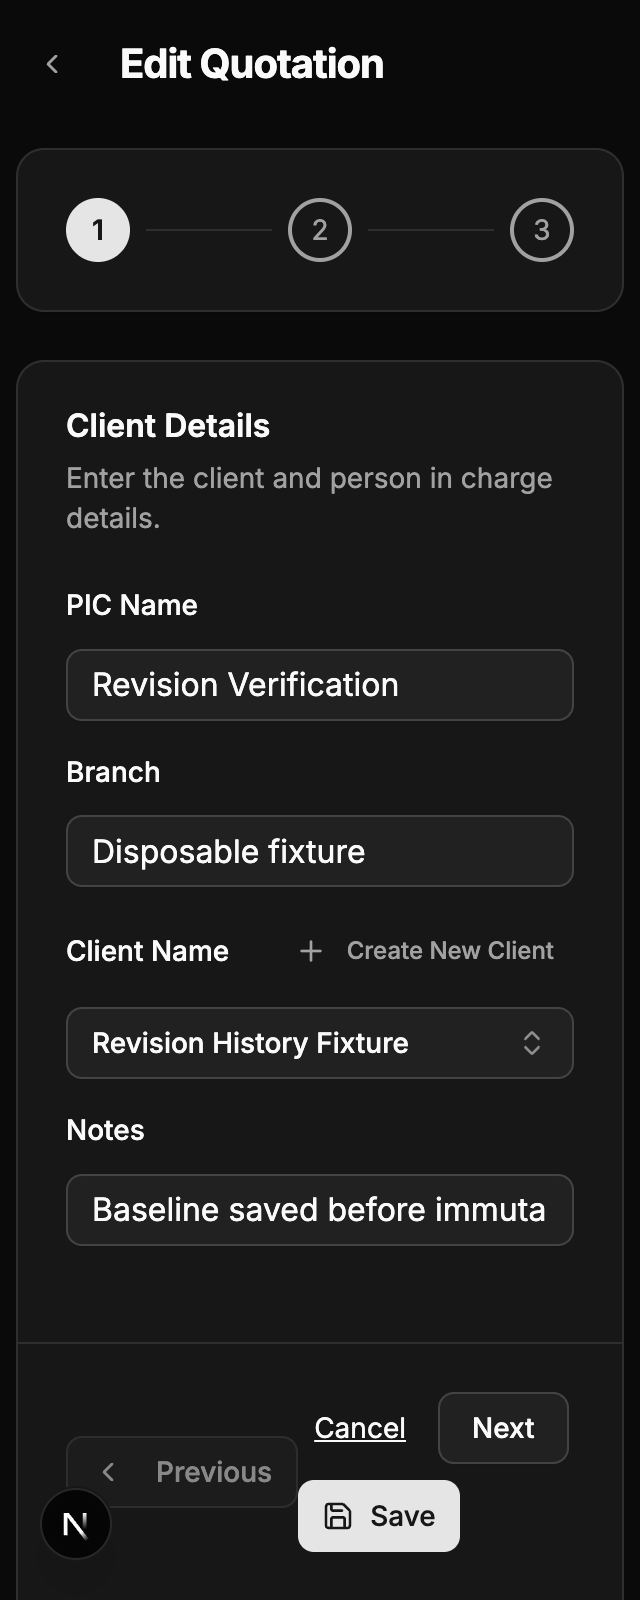 Edit Quotation
1 2 3
Client Details
Enter the client and person in charge
details.
PIC Name
Revision Verification
Branch
Disposable fixture
Client Name
Create New Client
Revision History Fixture
Notes
Baseline saved before immuta
Cancel
Next
Previous
N
Save